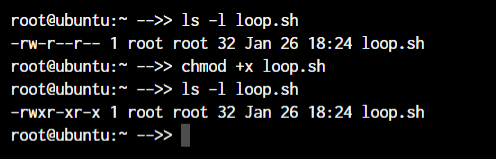 root@ubuntu:~ -->> ls -l loop.sh
-rw-r--r-- 1 root root 32 Jan 26 18:24 loop.sh
root@ubuntu:~ -->> chmod +x loop.sh
root@ubuntu:~ -->> ls -l loop.sh
-rwxr-xr-x 1 root root 32 Jan 26 18:24 loop.sh
root@ubuntu:~ -->>